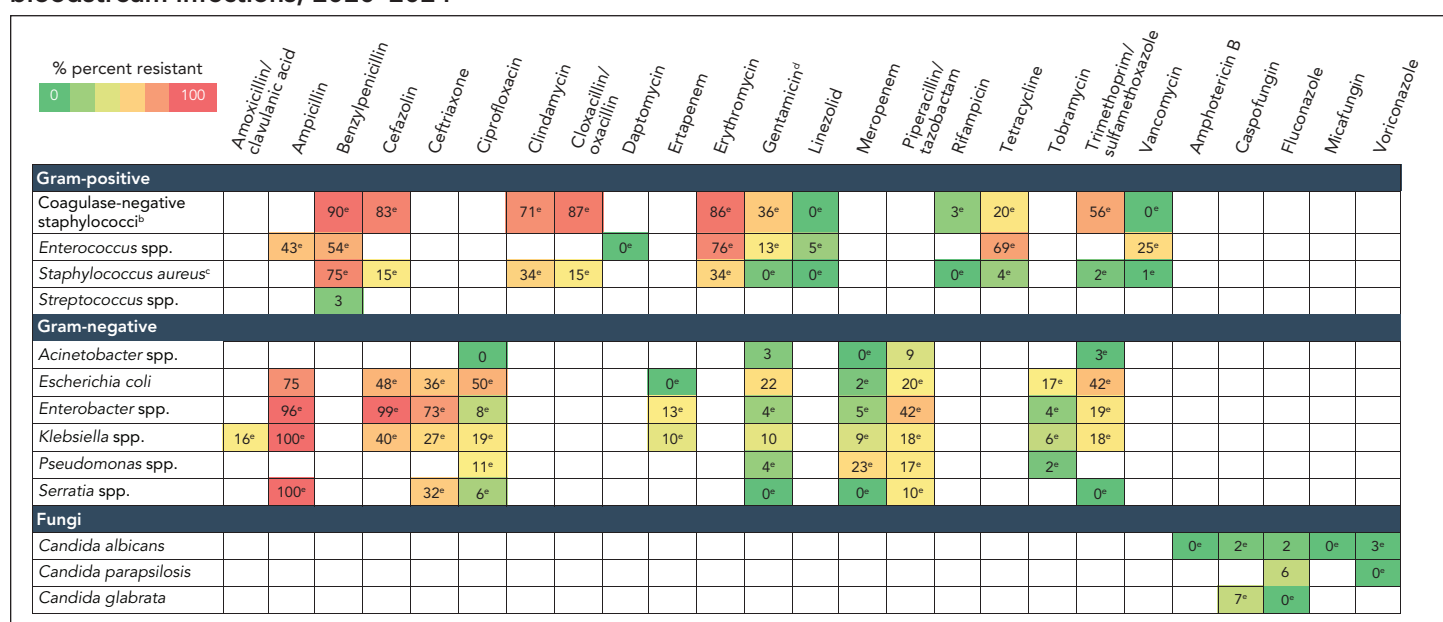 bloodstream infections, 2020–2024
% percent resistant
0 100
Amoxicillin/
clavulanic acid
Ampicillin
Benzylpenicillin
Cefazolin
Ceftriaxone
Ciprofloxacin
Clindamycin
Cloxacillin/
oxacillin
Daptomycin
Ertapenem
Erythromycin
Gentamicinᵈ
Linezolid
Meropenem
Piperacillin/
tazobactam
Rifampicin
Tetracycline
Tobramycin
Trimethoprim/
sulfamethoxazole
Vancomycin
Amphotericin B
Caspofungin
Fluconazole
Micafungin
Voriconazole
Gram-positive
Coagulase-negative
staphylococciᵇ 90ᵉ 83ᵉ 71ᵉ 87ᵉ 86ᵉ 36ᵉ 0ᵉ 3ᵉ 20ᵉ 56ᵉ 0ᵉ
Enterococcus spp. 43ᵉ 54ᵉ 0ᵉ 76ᵉ 13ᵉ 5ᵉ 69ᵉ 25ᵉ
Staphylococcus aureusᶜ 75ᵉ 15ᵉ 34ᵉ 15ᵉ 34ᵉ 0ᵉ 0ᵉ 0ᵉ 4ᵉ 2ᵉ 1ᵉ
Streptococcus spp. 3
Gram-negative
Acinetobacter spp. 0 3 0ᵉ 9 3ᵉ
Escherichia coli 75 48ᵉ 36ᵉ 50ᵉ 0ᵉ 22 2ᵉ 20ᵉ 17ᵉ 42ᵉ
Enterobacter spp. 96ᵉ 99ᵉ 73ᵉ 8ᵉ 13ᵉ 4ᵉ 5ᵉ 42ᵉ 4ᵉ 19ᵉ
Klebsiella spp. 16ᵉ 100ᵉ 40ᵉ 27ᵉ 19ᵉ 10ᵉ 10 9ᵉ 18ᵉ 6ᵉ 18ᵉ
Pseudomonas spp. 11ᵉ 4ᵉ 23ᵉ 17ᵉ 2ᵉ
Serratia spp. 100ᵉ 32ᵉ 6ᵉ 0ᵉ 0ᵉ 10ᵉ 0ᵉ
Fungi
Candida albicans 0ᵉ 2ᵉ 2 0ᵉ 3ᵉ
Candida parapsilosis 6 0ᵉ
Candida glabrata 7ᵉ 0ᵉ